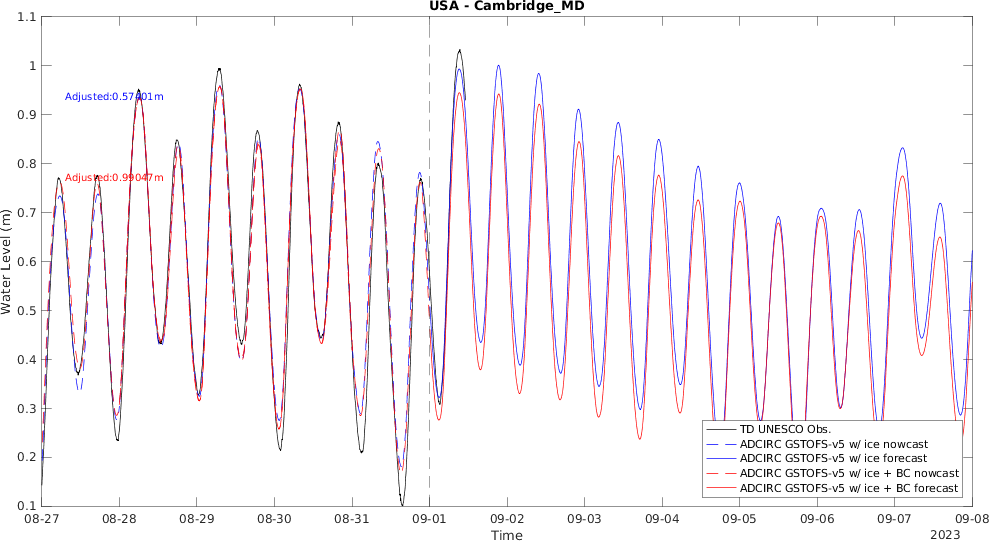 USA - Cambridge_MD
1.1
1
0.9
0.8
0.7
0.6
0.5
0.4
0.3
0.2
0.1
Water Level (m)
Adjusted:0.57401m
Adjusted:0.99047m
TD UNESCO Obs.
ADCIRC GSTOFS-v5 w/ ice nowcast
ADCIRC GSTOFS-v5 w/ ice forecast
ADCIRC GSTOFS-v5 w/ ice + BC nowcast
ADCIRC GSTOFS-v5 w/ ice + BC forecast
08-27 08-28 08-29 08-30 08-31 09-01 09-02 09-03 09-04 09-05 09-06 09-07 09-08
Time
2023